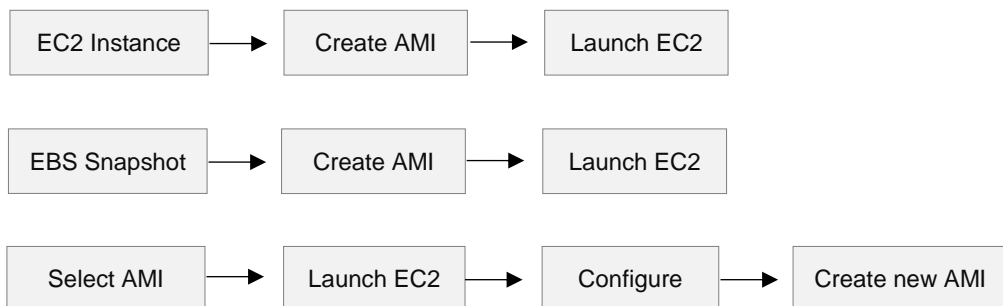 EC2 Instance
Create AMI
Launch EC2
EBS Snapshot
Create AMI
Launch EC2
Select AMI
Launch EC2
Configure
Create new AMI